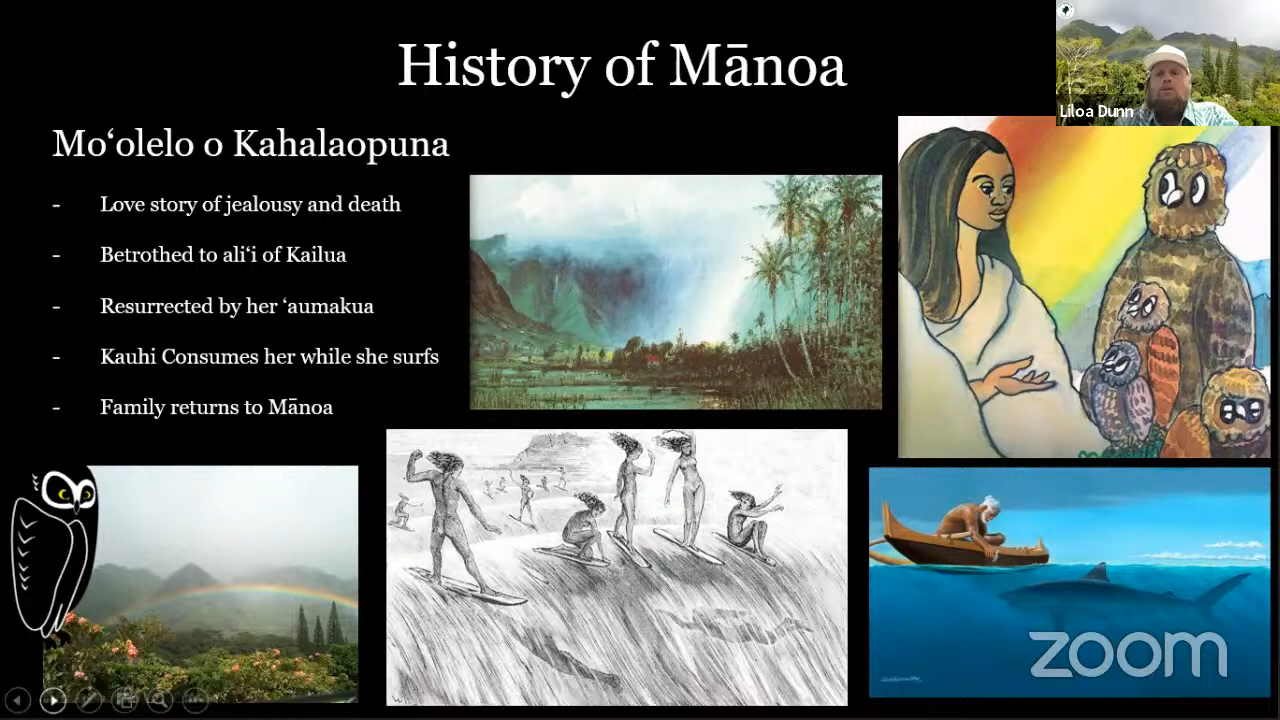 History of Mānoa
Liloa Dunn
Moʻolelo o Kahalaopuna
- Love story of jealousy and death
- Betrothed to aliʻi of Kailua
- Resurrected by her ʻaumakua
- Kauhi Consumes her while she surfs
- Family returns to Mānoa
zoom